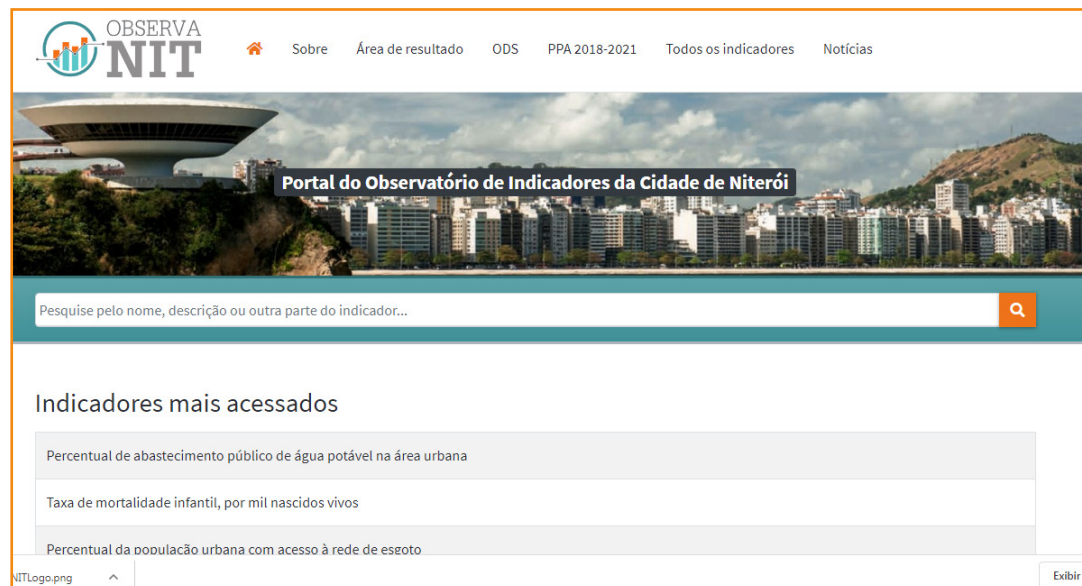 OBSERVA
NIT
Sobre Área de resultado ODS PPA 2018-2021 Todos os indicadores Notícias
Portal do Observatório de Indicadores da Cidade de Niterói
Pesquise pelo nome, descrição ou outra parte do indicador...
Indicadores mais acessados
Percentual de abastecimento público de água potável na área urbana
Taxa de mortalidade infantil, por mil nascidos vivos
Percentual da população urbana com acesso à rede de esgoto
NITLogo.png Exibir